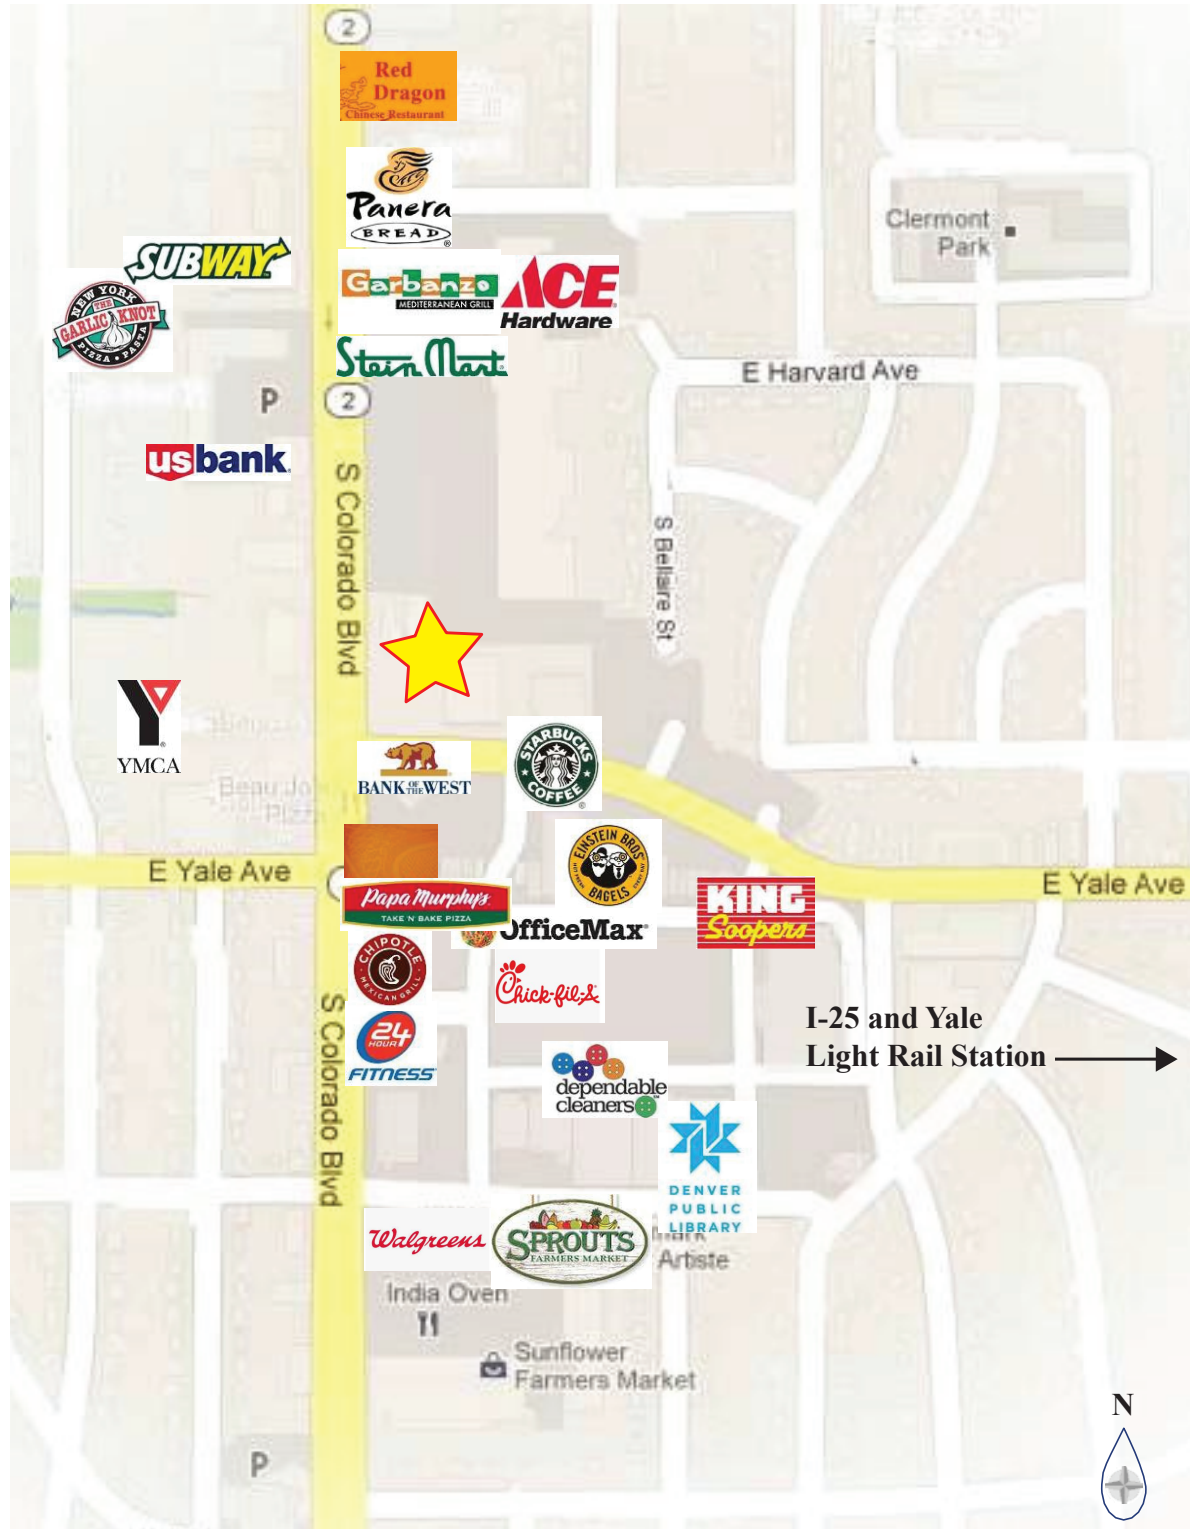 2
Red
Dragon
Chinese Restaurant
Panera
BREAD
Clermont
Park
SUBWAY
Garbanzo
MEDITERRANEAN GRILL
ACE
Hardware
NEW YORK
THE
GARLIC KNOT
PIZZA • PASTA
Stein Mart
E Harvard Ave
P
2
usbank
S Colorado Blvd
S Bellaire St
YMCA
STARBUCKS
COFFEE
BANK OF THE WEST
E Yale Ave
EINSTEIN BROS
BAGELS
E Yale Ave
Papa Murphy's
TAKE 'N' BAKE PIZZA
KING
Soopers
OfficeMax
CHIPOTLE
MEXICAN GRILL
Chick-fil-A
S Colorado Blvd
24
HOUR
FITNESS
I-25 and Yale
Light Rail Station
dependable
cleaners
DENVER
PUBLIC
LIBRARY
Walgreens
SPROUTS
FARMERS MARKET
Artiste
India Oven
Sunflower
Farmers Market
N
P